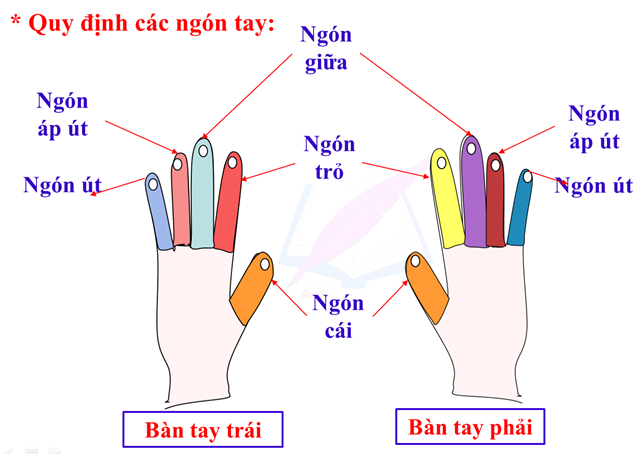 * Quy định các ngón tay:
Ngón
giữa
Ngón
áp út
Ngón út
Ngón
trỏ
Ngón
áp út
Ngón út
Ngón
cái
Bàn tay trái
Bàn tay phải